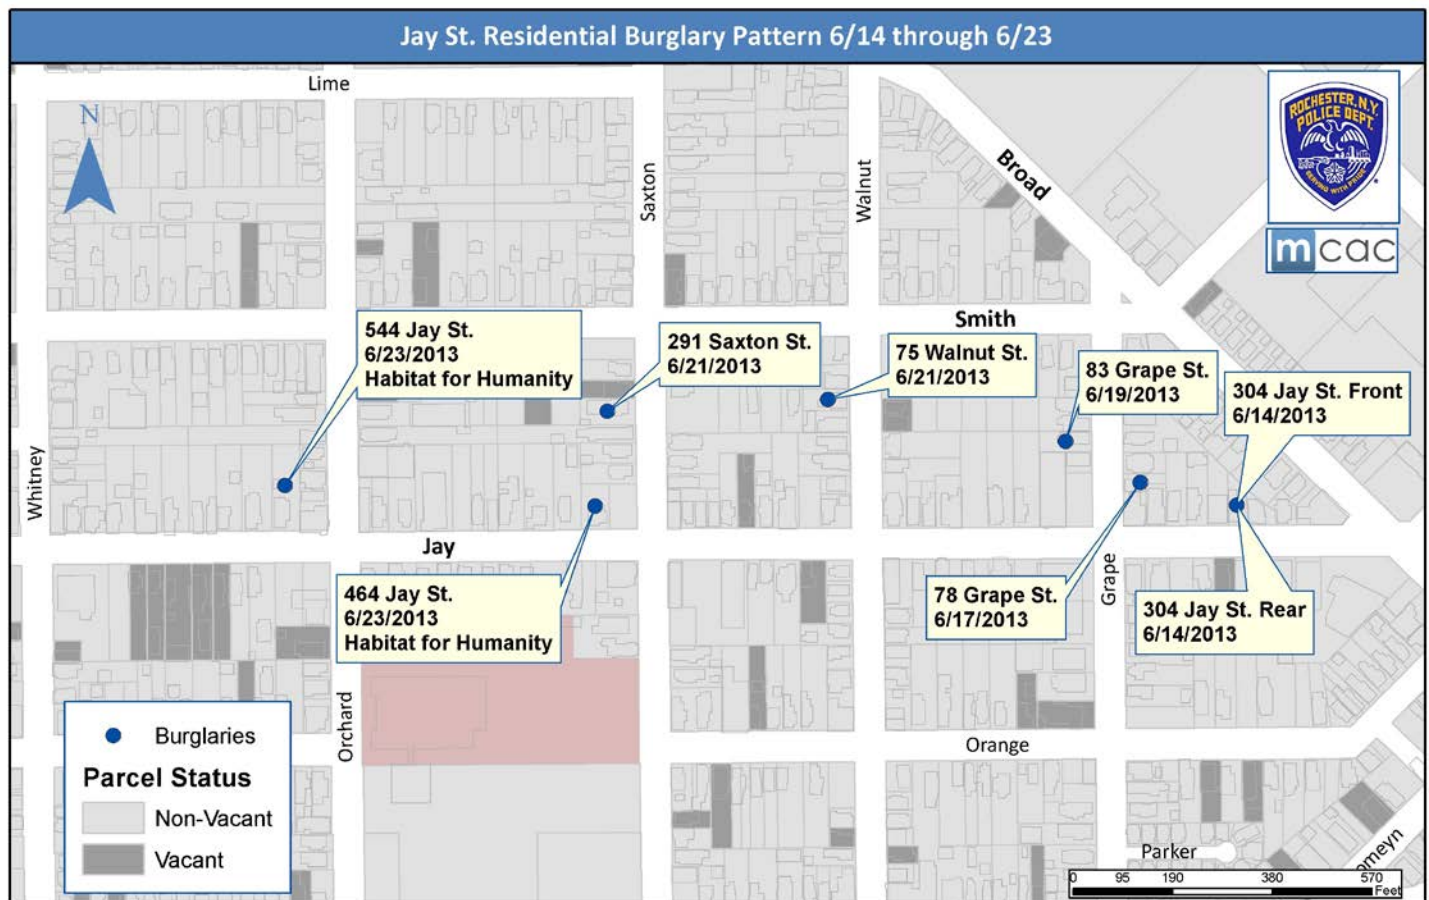 Jay St. Residential Burglary Pattern 6/14 through 6/23
Lime
N
Saxton
Walnut
Broad
ROCHESTER, N.Y.
POLICE DEPT.
SERVING WITH PRIDE
mcac
Smith
544 Jay St.
6/23/2013
Habitat for Humanity
291 Saxton St.
6/21/2013
75 Walnut St.
6/21/2013
83 Grape St.
6/19/2013
304 Jay St. Front
6/14/2013
Whitney
Jay
464 Jay St.
6/23/2013
Habitat for Humanity
78 Grape St.
6/17/2013
Grape
304 Jay St. Rear
6/14/2013
Orchard
Orange
Burglaries
Parcel Status
Non-Vacant
Vacant
Parker
omeyn
0 95 190 380 570
Feet